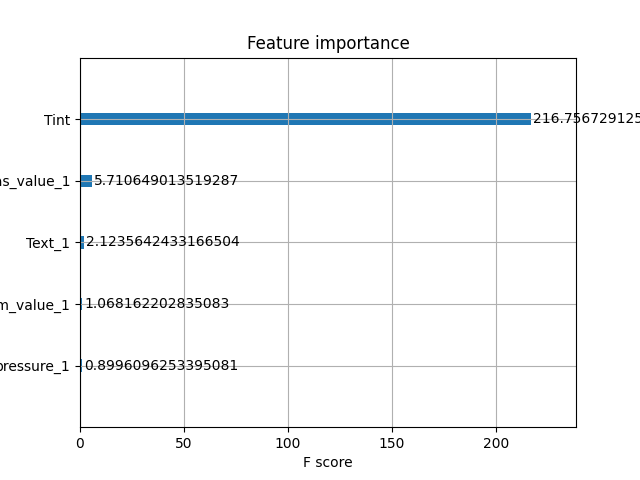 Feature importance
Tint 216.756729125
as_value_1 5.710649013519287
Text_1 2.1235642433166504
m_value_1 1.068162202835083
pressure_1 0.8996096253395081
0 50 100 150 200
F score